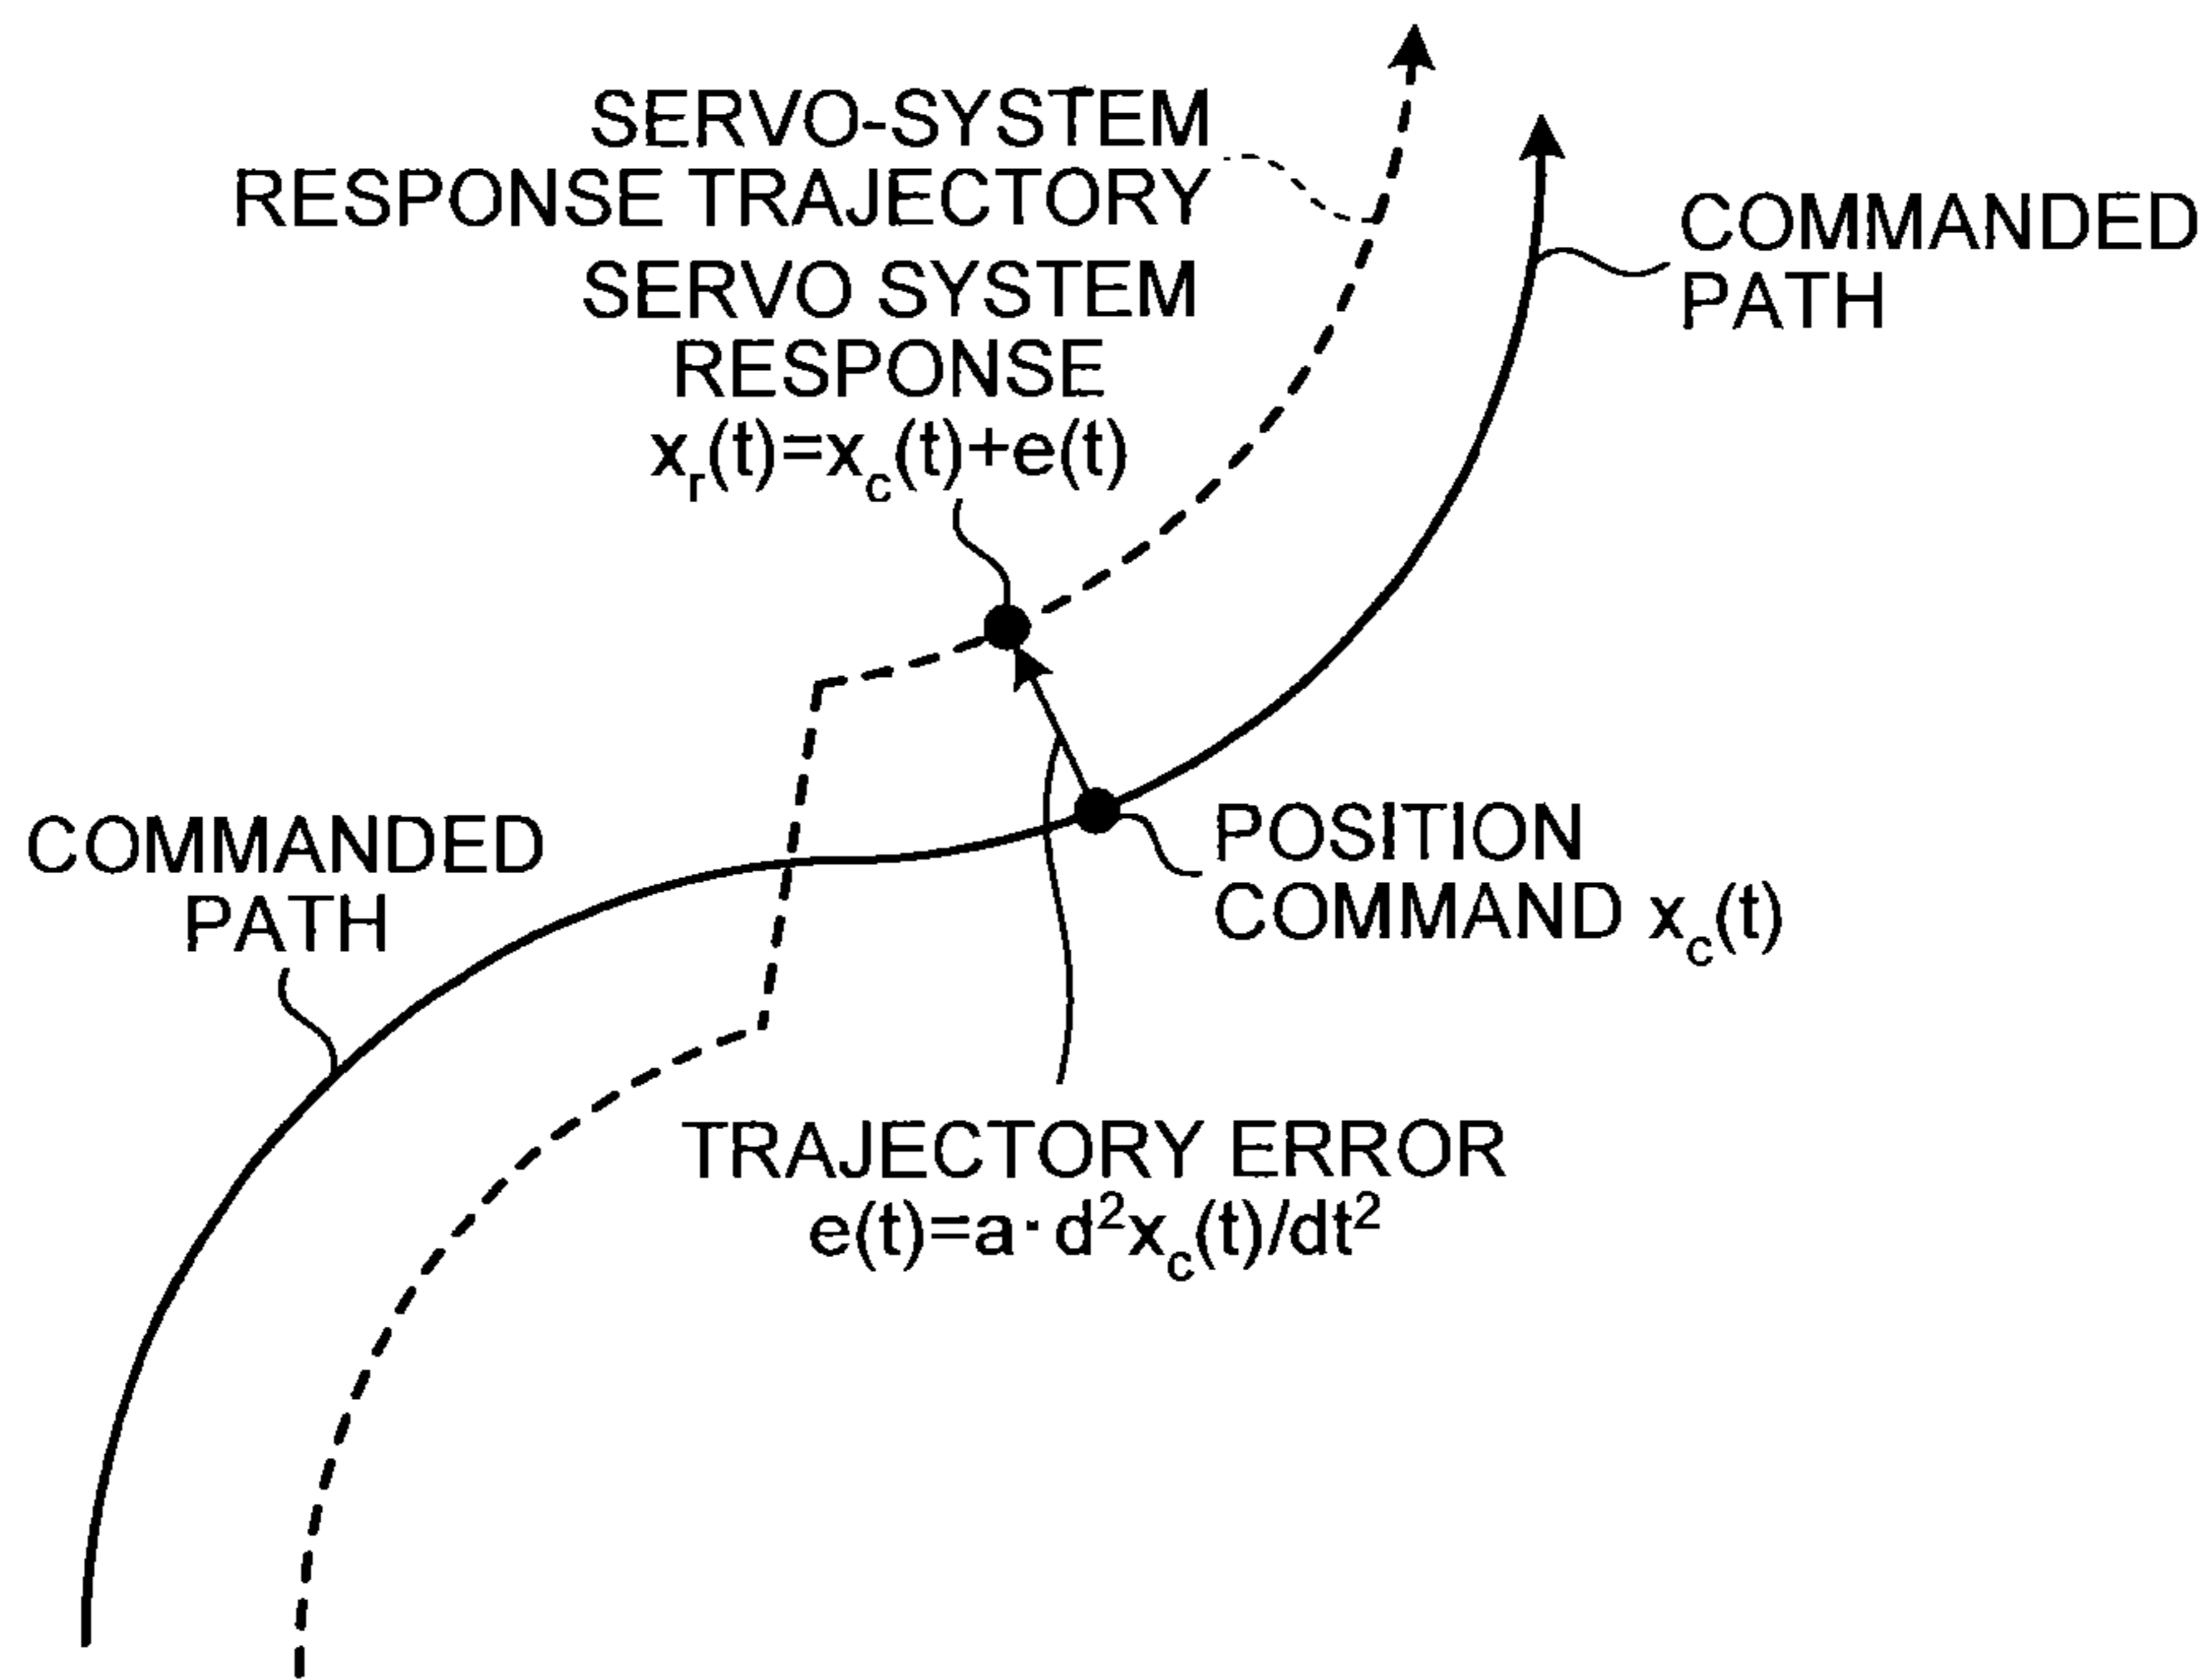 SERVO-SYSTEM
RESPONSE TRAJECTORY
SERVO SYSTEM
RESPONSE
xᵣ(t)=x_c(t)+e(t)
COMMANDED
PATH
COMMANDED
PATH
POSITION
COMMAND x_c(t)
TRAJECTORY ERROR
e(t)=a·d²x_c(t)/dt²